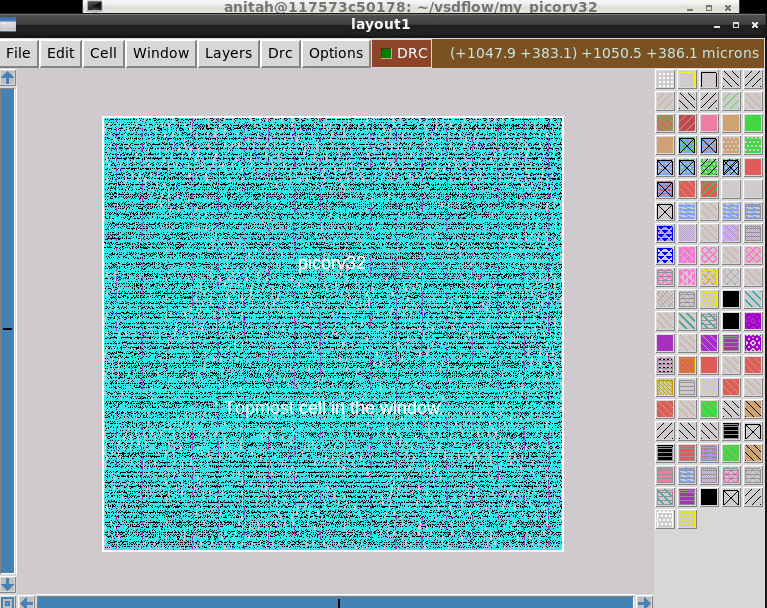 anitah@117573c50178: ~/vsdflow/my_picorv32
layout1
File Edit Cell Window Layers Drc Options DRC (+1047.9 +383.1) +1050.5 +386.1 microns
picorv32
Topmost cell in the window